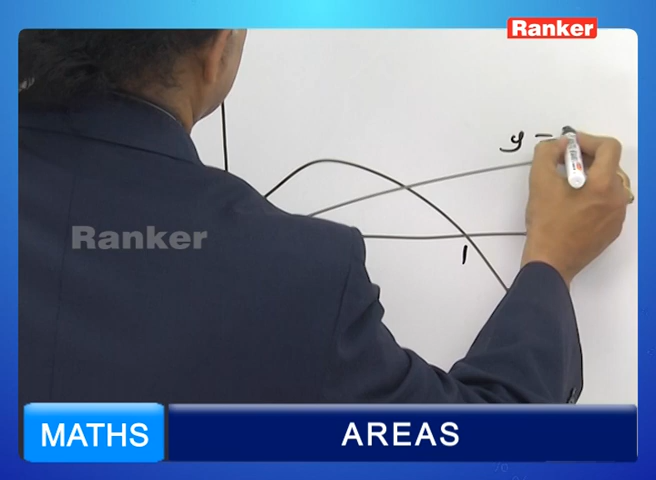 Ranker
y =
Ranker
1
MATHS
AREAS